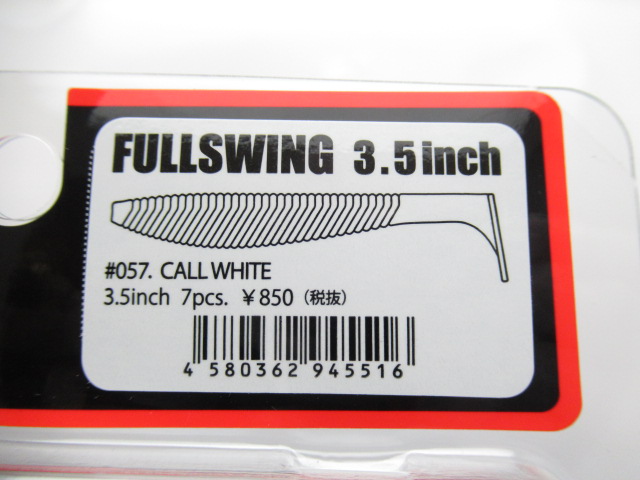 FULLSWING 3.5inch
#057. CALL WHITE
3.5inch 7pcs. ¥850（税抜）
4 580362 945516